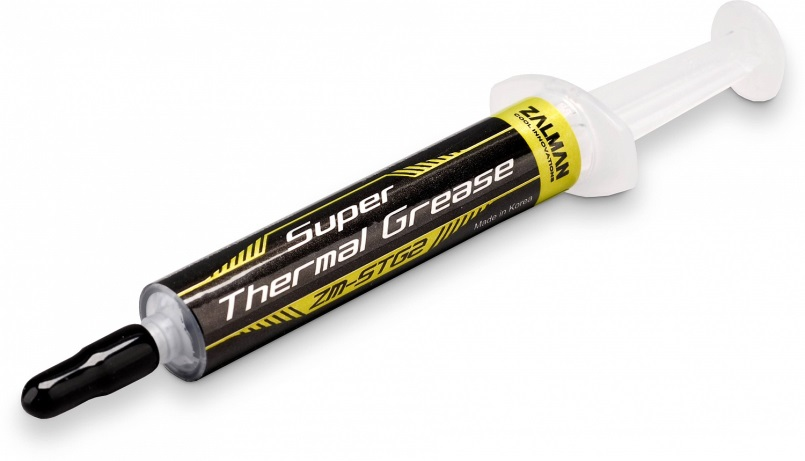 ZALMAN
COOL INNOVATIONS
Super
Thermal Grease
ZM-STG2
Made in Korea